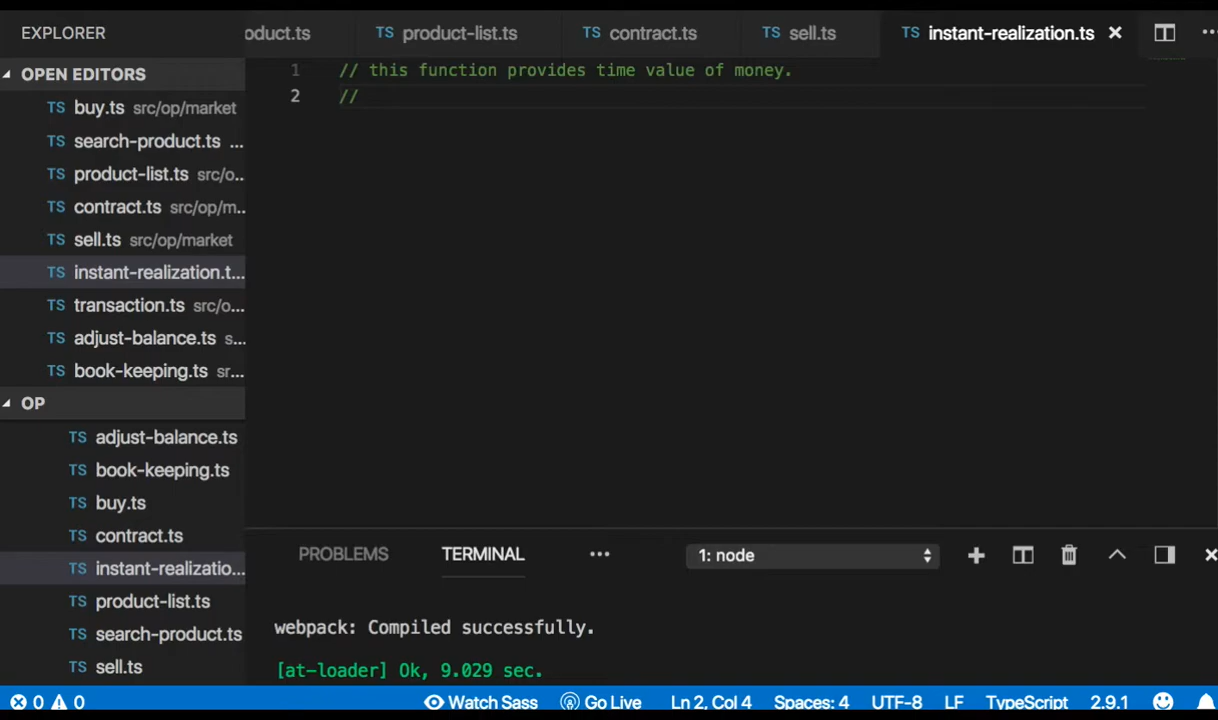 EXPLORER
oduct.ts TS product-list.ts TS contract.ts TS sell.ts TS instant-realization.ts ×
OPEN EDITORS
TS buy.ts src/op/market
TS search-product.ts ...
TS product-list.ts src/o...
TS contract.ts src/op/m...
TS sell.ts src/op/market
TS instant-realization.t...
TS transaction.ts src/o...
TS adjust-balance.ts s...
TS book-keeping.ts sr...
OP
TS adjust-balance.ts
TS book-keeping.ts
TS buy.ts
TS contract.ts
TS instant-realizatio...
TS product-list.ts
TS search-product.ts
TS sell.ts
1 // this function provides time value of money.
2 //
PROBLEMS TERMINAL ... 1: node
webpack: Compiled successfully.
[at-loader] Ok, 9.029 sec.
0 0 Watch Sass Go Live Ln 2, Col 4 Spaces: 4 UTF-8 LF TypeScript 2.9.1